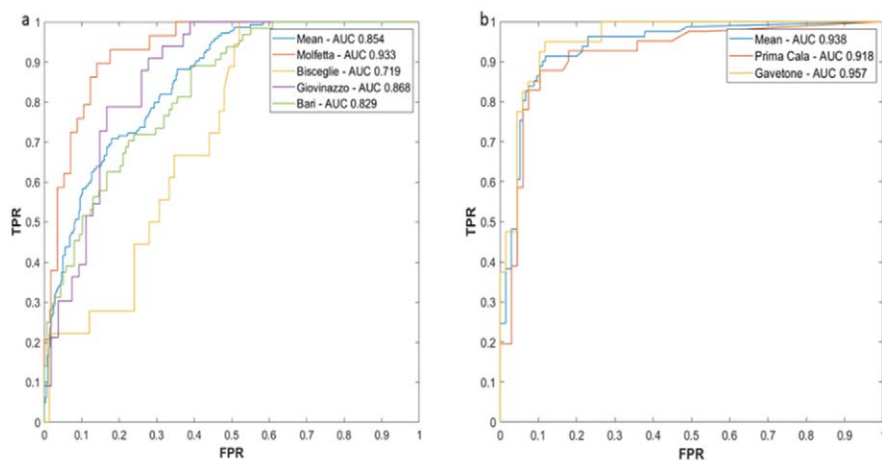 a
Mean - AUC 0.854
Molfetta - AUC 0.933
Bisceglie - AUC 0.719
Giovinazzo - AUC 0.868
Bari - AUC 0.829
1
0.9
0.8
0.7
0.6
0.5
0.4
0.3
0.2
0.1
0
TPR
0 0.1 0.2 0.3 0.4 0.5 0.6 0.7 0.8 0.9 1
FPR
b
Mean - AUC 0.938
Prima Cala - AUC 0.918
Gavetone - AUC 0.957
1
0.9
0.8
0.7
0.6
0.5
0.4
0.3
0.2
0.1
0
TPR
0 0.1 0.2 0.3 0.4 0.5 0.6 0.7 0.8 0.9 1
FPR